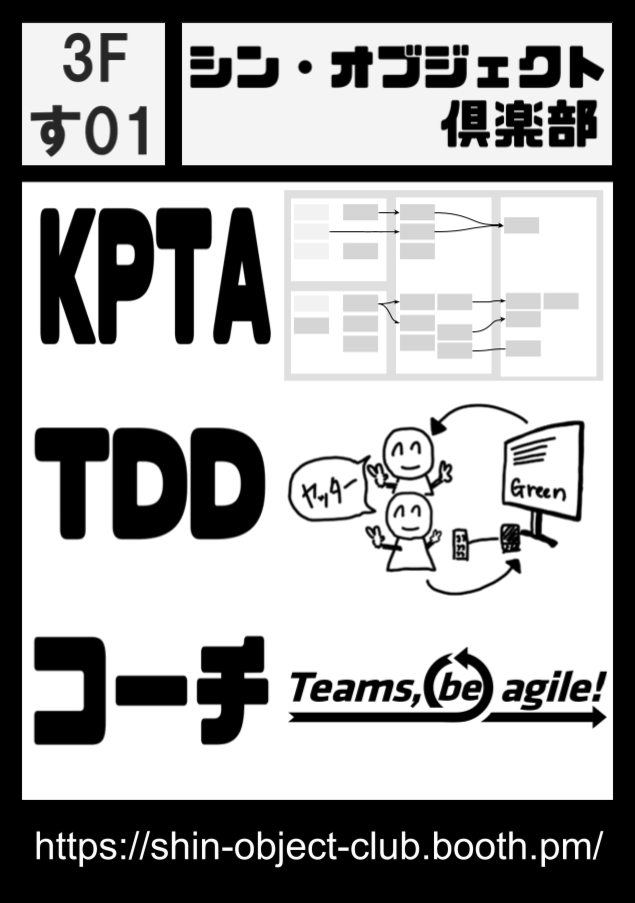 3F
す01
シン・オブジェクト
倶楽部
KPTA
TDD
ヤッター
Green
コーチ
Teams, be agile!
https://shin-object-club.booth.pm/